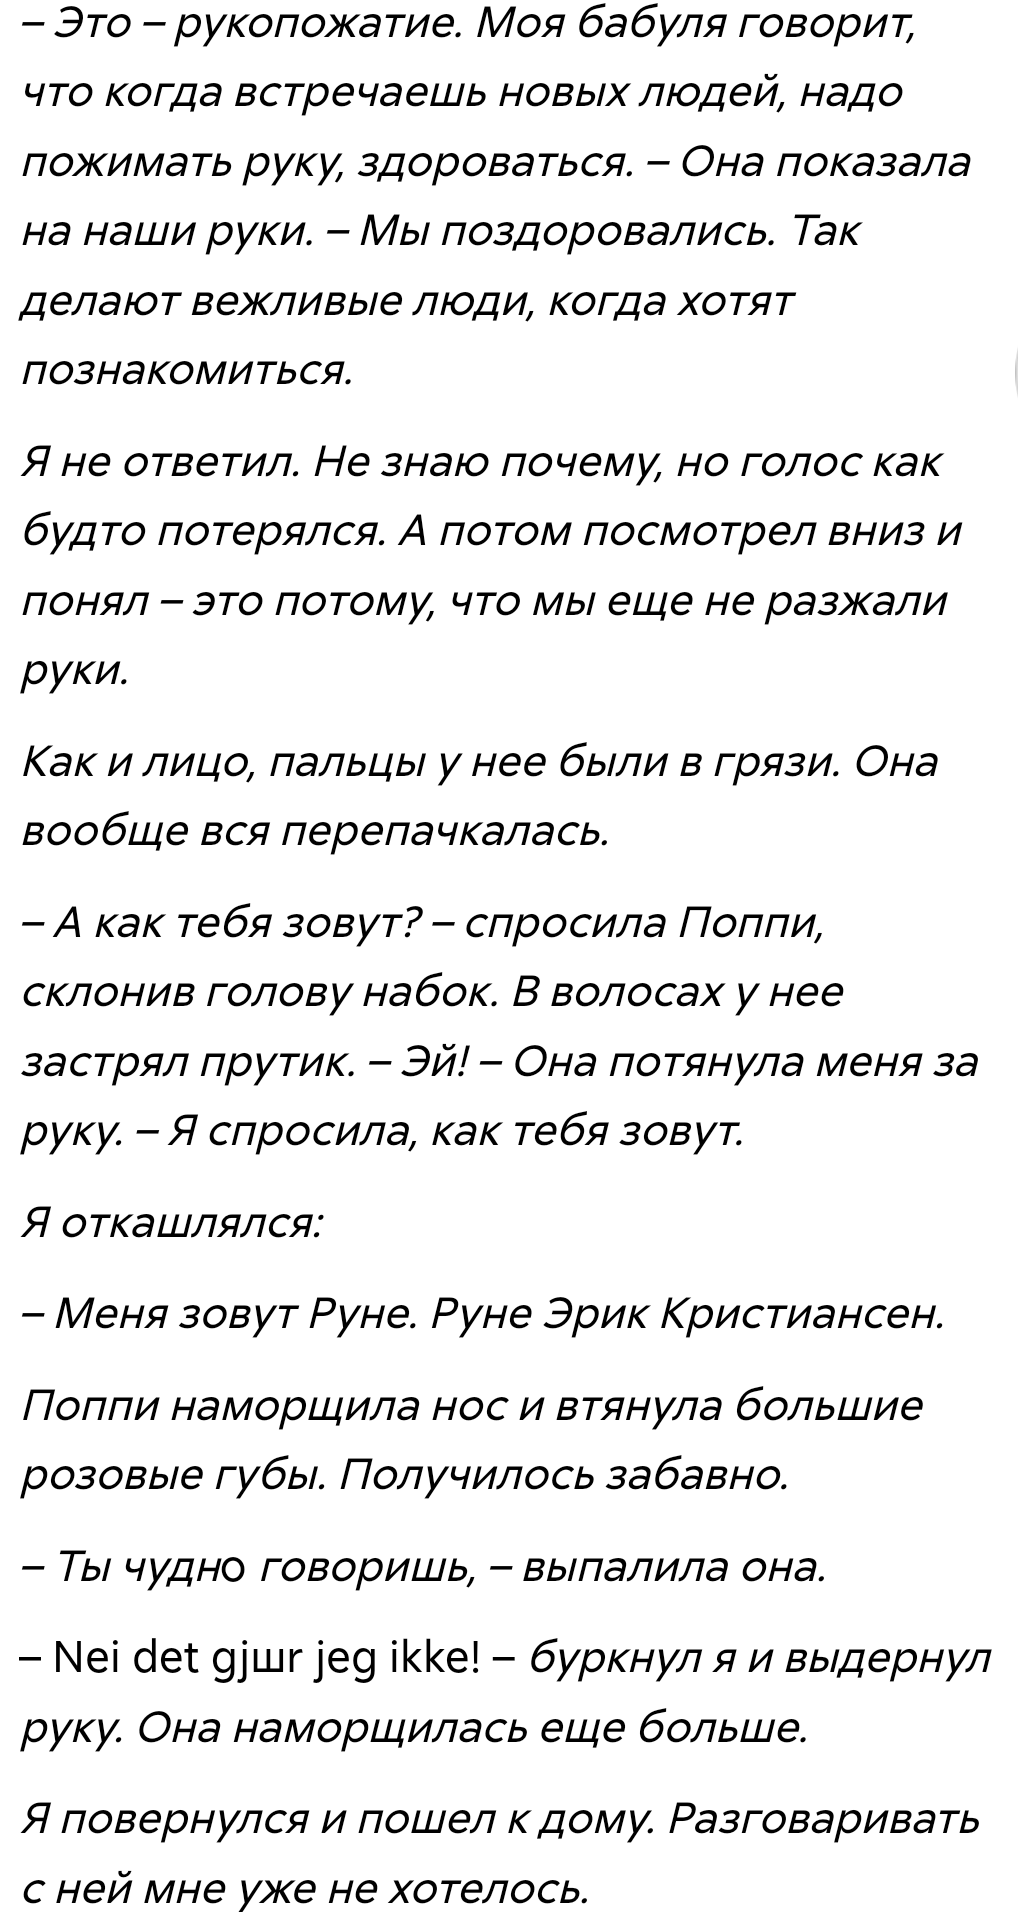 – Это – рукопожатие. Моя бабуля говорит,
что когда встречаешь новых людей, надо
пожимать руку, здороваться. – Она показала
на наши руки. – Мы поздоровались. Так
делают вежливые люди, когда хотят
познакомиться.
Я не ответил. Не знаю почему, но голос как
будто потерялся. А потом посмотрел вниз и
понял – это потому, что мы еще не разжали
руки.
Как и лицо, пальцы у нее были в грязи. Она
вообще вся перепачкалась.
– А как тебя зовут? – спросила Поппи,
склонив голову набок. В волосах у нее
застрял прутик. – Эй! – Она потянула меня за
руку. – Я спросила, как тебя зовут.
Я откашлялся:
– Меня зовут Руне. Руне Эрик Кристиансен.
Поппи наморщила нос и втянула большие
розовые губы. Получилось забавно.
– Ты чудно говоришь, – выпалила она.
– Nei det gjшr jeg ikke! – буркнул я и выдернул
руку. Она наморщилась еще больше.
Я повернулся и пошел к дому. Разговаривать
с ней мне уже не хотелось.